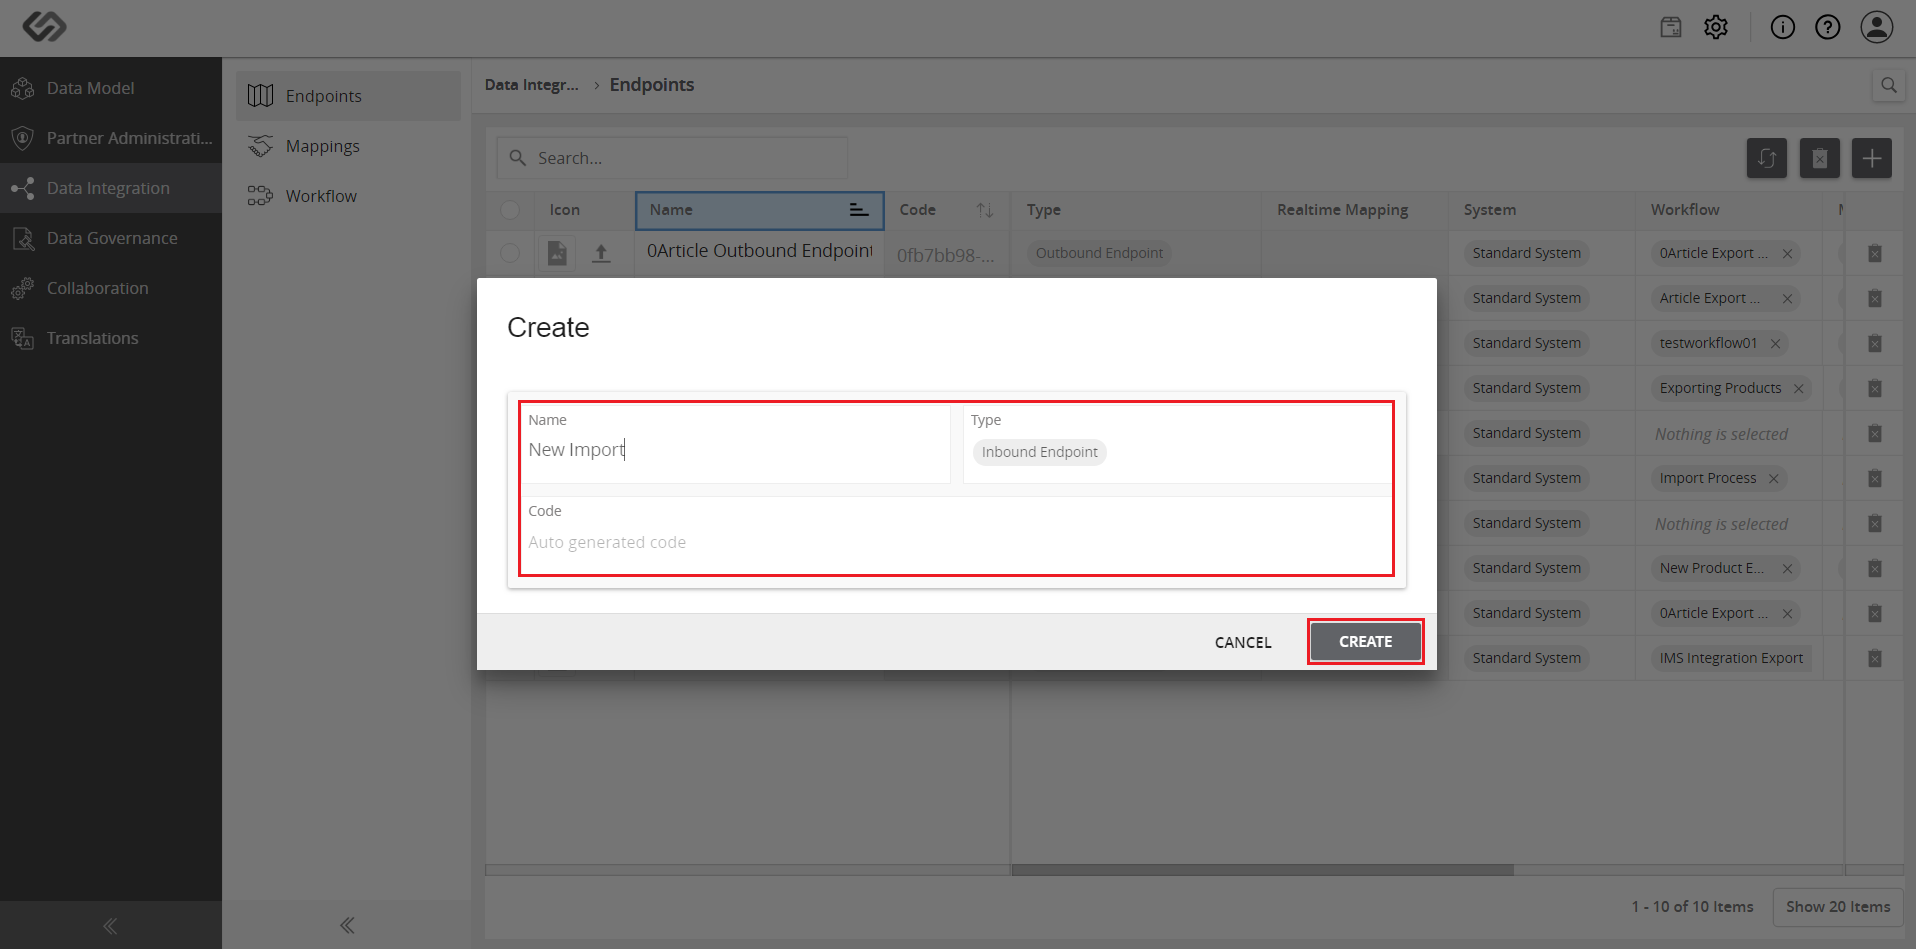 Data Model
Partner Administrati...
Data Integration
Data Governance
Collaboration
Translations
Endpoints
Mappings
Workflow
Data Integr... › Endpoints
Search...
Icon Name Code Type Realtime Mapping System Workflow
0Article Outbound Endpoint 0fb7bb98-... Outbound Endpoint Standard System 0Article Export ...
Standard System Article Export ...
Standard System testworkflow01
Standard System Exporting Products
Standard System Nothing is selected
Standard System Import Process
Standard System Nothing is selected
Standard System New Product E...
Standard System 0Article Export ...
Standard System IMS Integration Export
Create
Name
New Import
Type
Inbound Endpoint
Code
Auto generated code
CANCEL
CREATE
1 - 10 of 10 Items
Show 20 Items